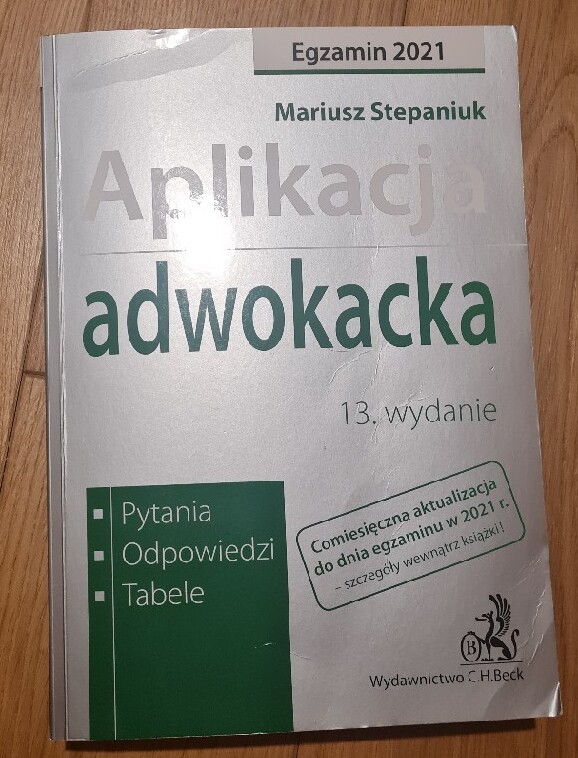 Egzamin 2021
Mariusz Stepaniuk
Aplikacja
adwokacka
13. wydanie
▪ Pytania
▪ Odpowiedzi
▪ Tabele
Comiesięczna aktualizacja
do dnia egzaminu w 2021 r.
– szczegóły wewnątrz książki!
B
Wydawnictwo C.H.Beck